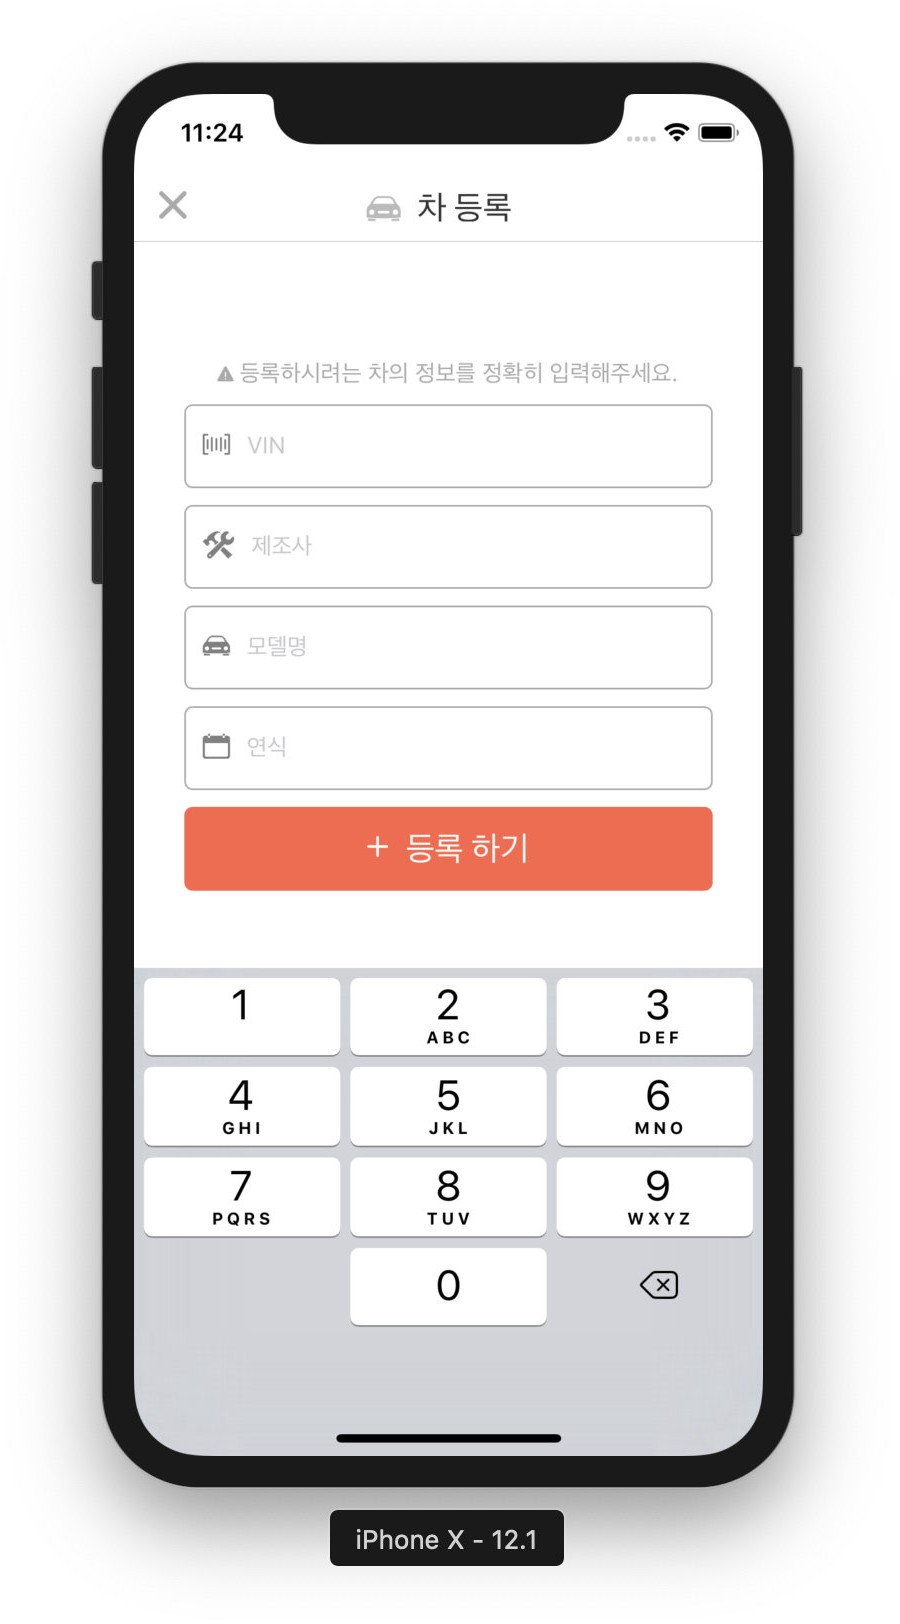 11:24
차 등록
등록하시려는 차의 정보를 정확히 입력해주세요.
VIN
제조사
모델명
연식
+ 등록 하기
1
2
ABC
3
DEF
4
GHI
5
JKL
6
MNO
7
PQRS
8
TUV
9
WXYZ
0
iPhone X - 12.1